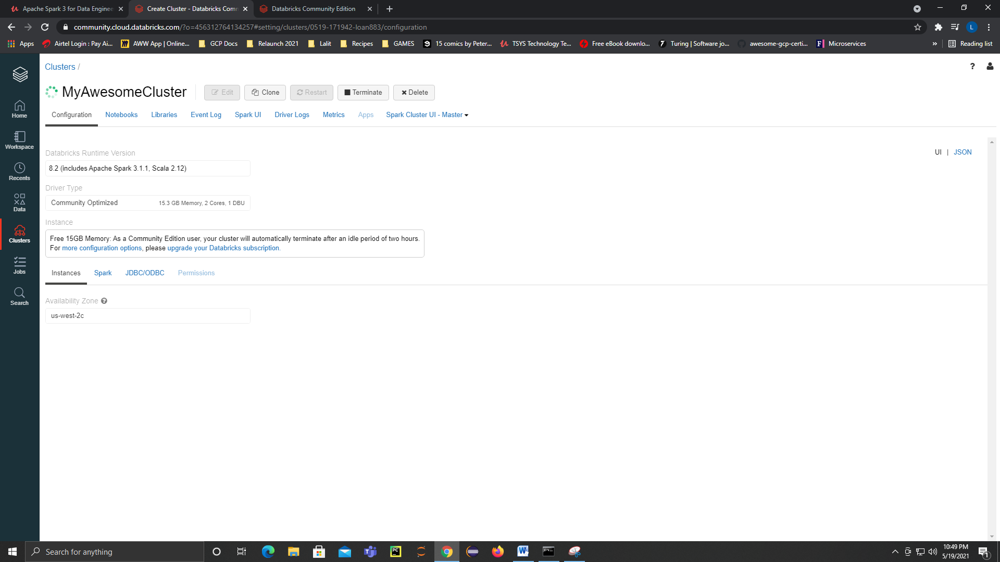 Apache Spark 3 for Data Enginee
Create Cluster - Databricks Comm
Databricks Community Edition
community.cloud.databricks.com/?o=456312764134257#setting/clusters/0519-171942-loan883/configuration
L
Apps
Airtel Login : Pay Ai...
AWW App | Online...
GCP Docs
Relaunch 2021
Lalit
Recipes
GAMES
15 comics by Peter...
TSYS Technology Te...
Free eBook downlo...
Turing | Software jo...
awesome-gcp-certi...
Microservices
»
Reading list
Clusters /
?
MyAwesomeCluster
Edit
Clone
Restart
Terminate
Delete
Configuration
Notebooks
Libraries
Event Log
Spark UI
Driver Logs
Metrics
Apps
Spark Cluster UI - Master
Home
Workspace
Recents
Data
Clusters
Jobs
Search
Databricks Runtime Version
UI | JSON
8.2 (includes Apache Spark 3.1.1, Scala 2.12)
Driver Type
Community Optimized 15.3 GB Memory, 2 Cores, 1 DBU
Instance
Free 15GB Memory: As a Community Edition user, your cluster will automatically terminate after an idle period of two hours.
For more configuration options, please upgrade your Databricks subscription.
Instances
Spark
JDBC/ODBC
Permissions
Availability Zone
us-west-2c
Search for anything
10:49 PM
5/19/2021
1